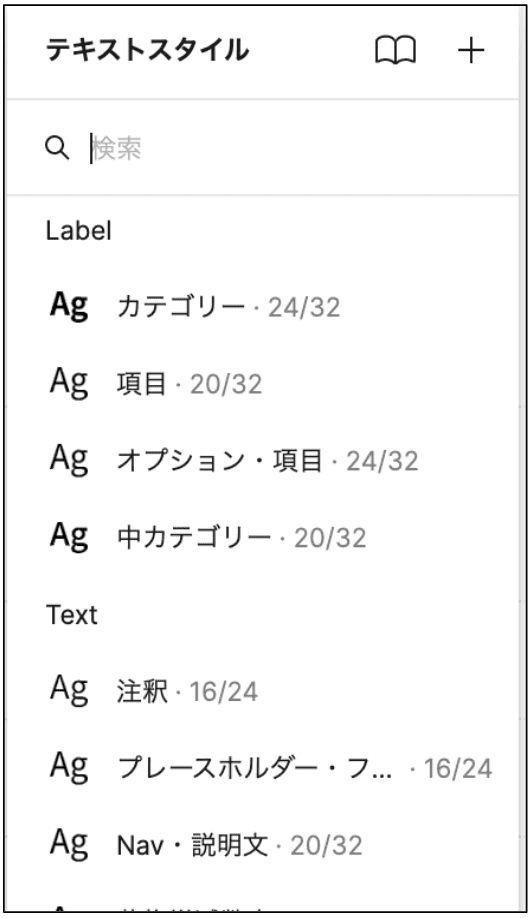 テキストスタイル
検索
Label
Ag カテゴリー · 24/32
Ag 項目 · 20/32
Ag オプション・項目 · 24/32
Ag 中カテゴリー · 20/32
Text
Ag 注釈 · 16/24
Ag プレースホルダー・フ... · 16/24
Ag Nav・説明文 · 20/32